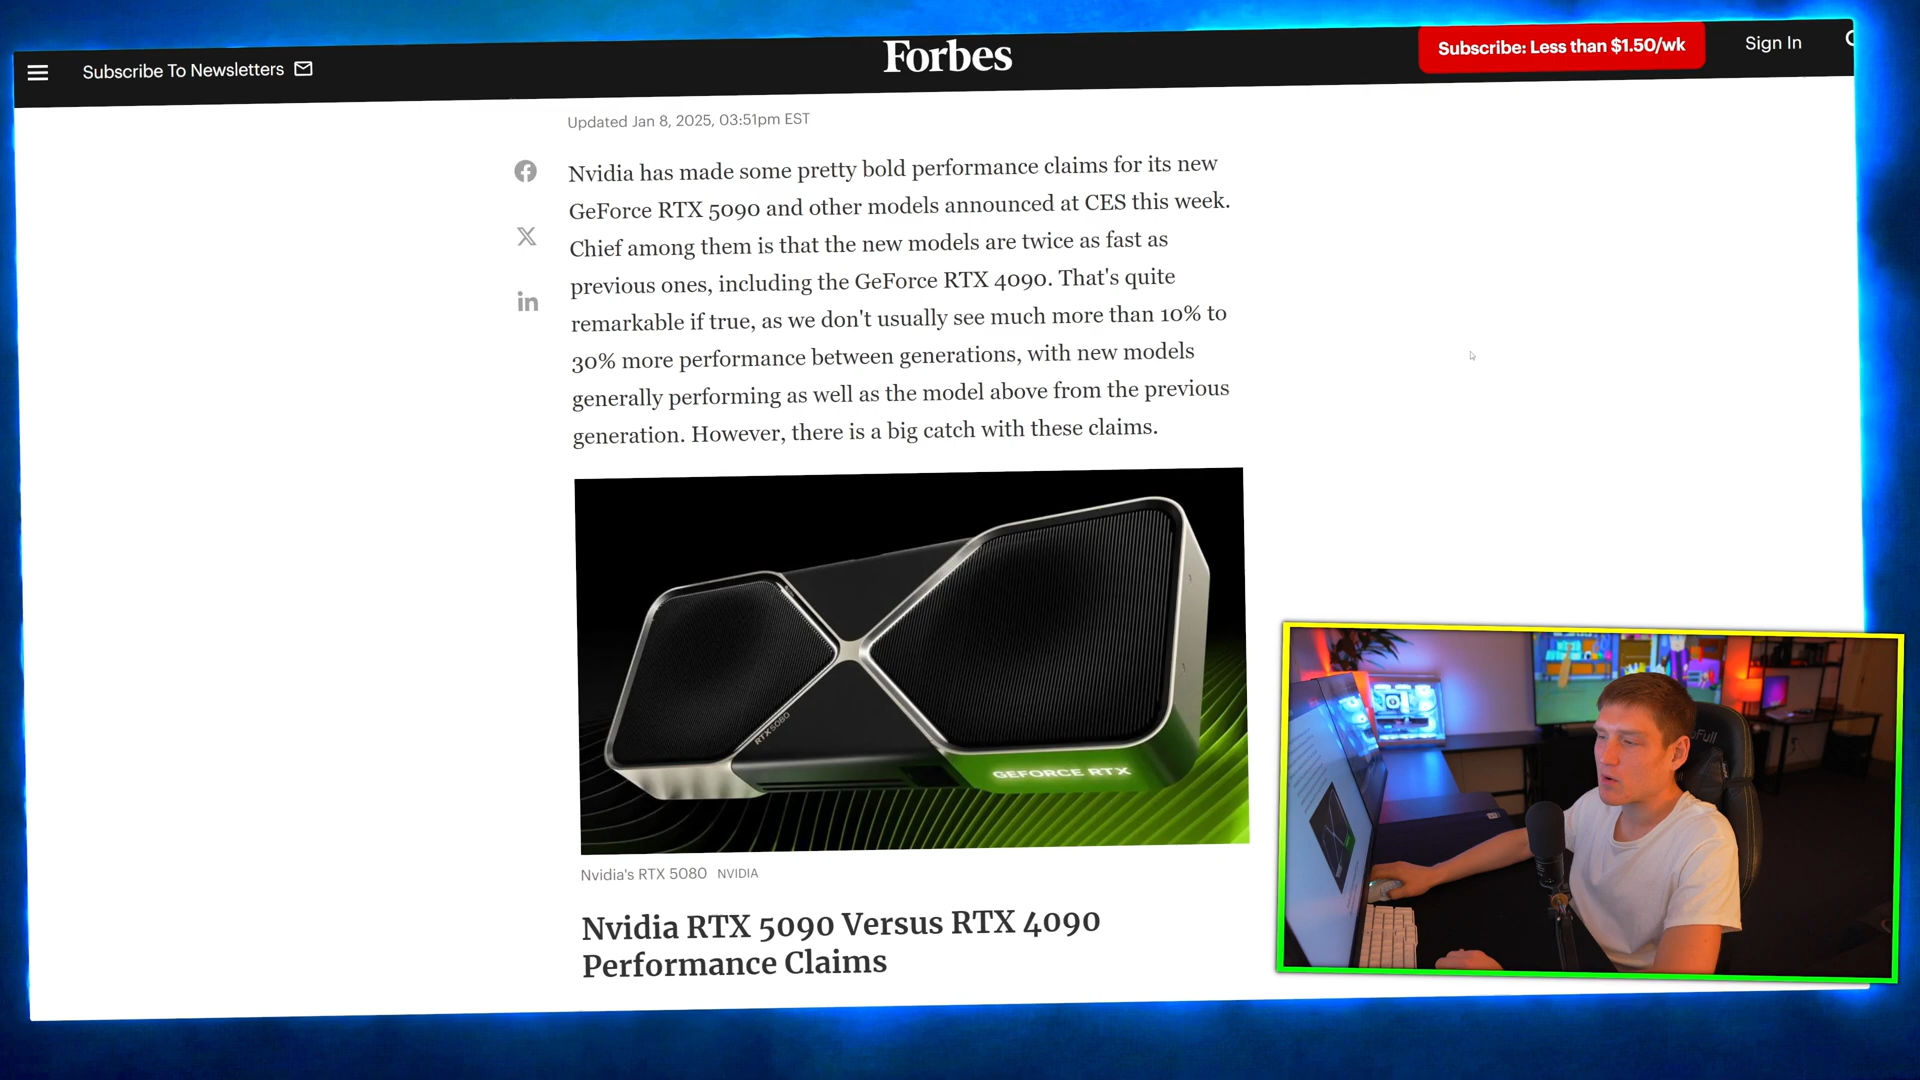 Subscribe To Newsletters
Forbes
Subscribe: Less than $1.50/wk
Sign In
Updated Jan 8, 2025, 03:51pm EST
Nvidia has made some pretty bold performance claims for its new
GeForce RTX 5090 and other models announced at CES this week.
Chief among them is that the new models are twice as fast as
previous ones, including the GeForce RTX 4090. That's quite
remarkable if true, as we don't usually see much more than 10% to
30% more performance between generations, with new models
generally performing as well as the model above from the previous
generation. However, there is a big catch with these claims.
GEFORCE RTX
Nvidia's RTX 5080 NVIDIA
Nvidia RTX 5090 Versus RTX 4090
Performance Claims